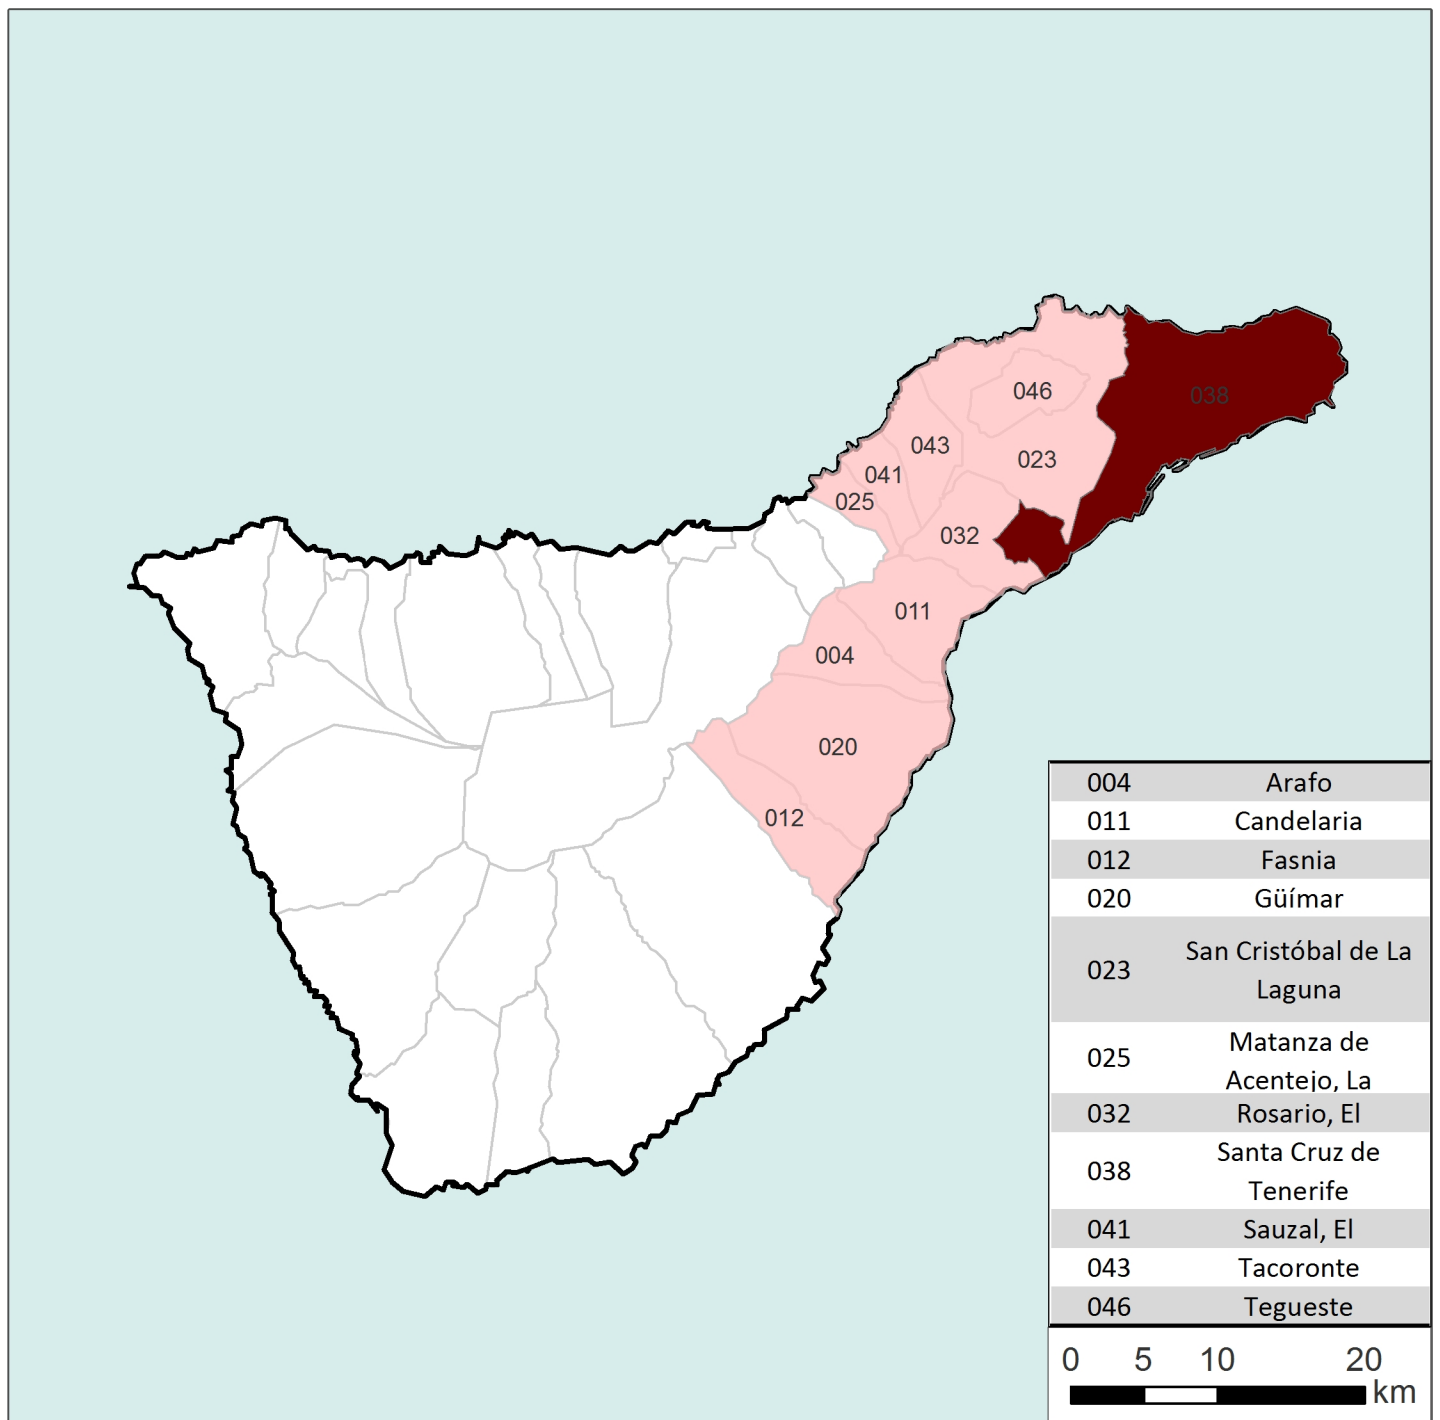 046
038
043
023
041
025
032
011
004
020
012
004 Arafo
011 Candelaria
012 Fasnia
020 Güímar
023 San Cristóbal de La
Laguna
025 Matanza de
Acentejo, La
032 Rosario, El
038 Santa Cruz de
Tenerife
041 Sauzal, El
043 Tacoronte
046 Tegueste
0 5 10 20
km